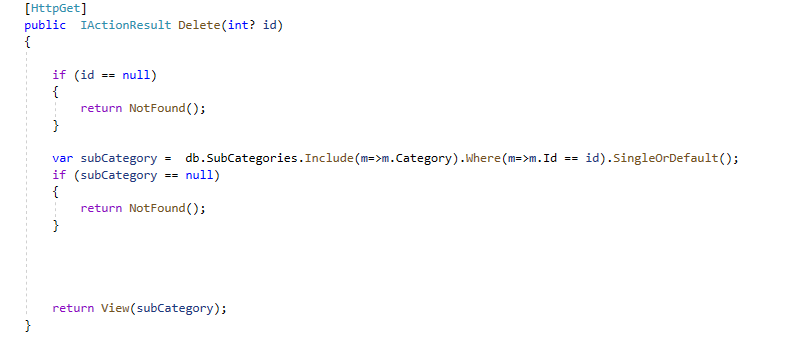 [HttpGet]
public  IActionResult Delete(int? id)
{
if (id == null)
{
return NotFound();
}
var subCategory =  db.SubCategories.Include(m=>m.Category).Where(m=>m.Id == id).SingleOrDefault();
if (subCategory == null)
{
return NotFound();
}
return View(subCategory);
}